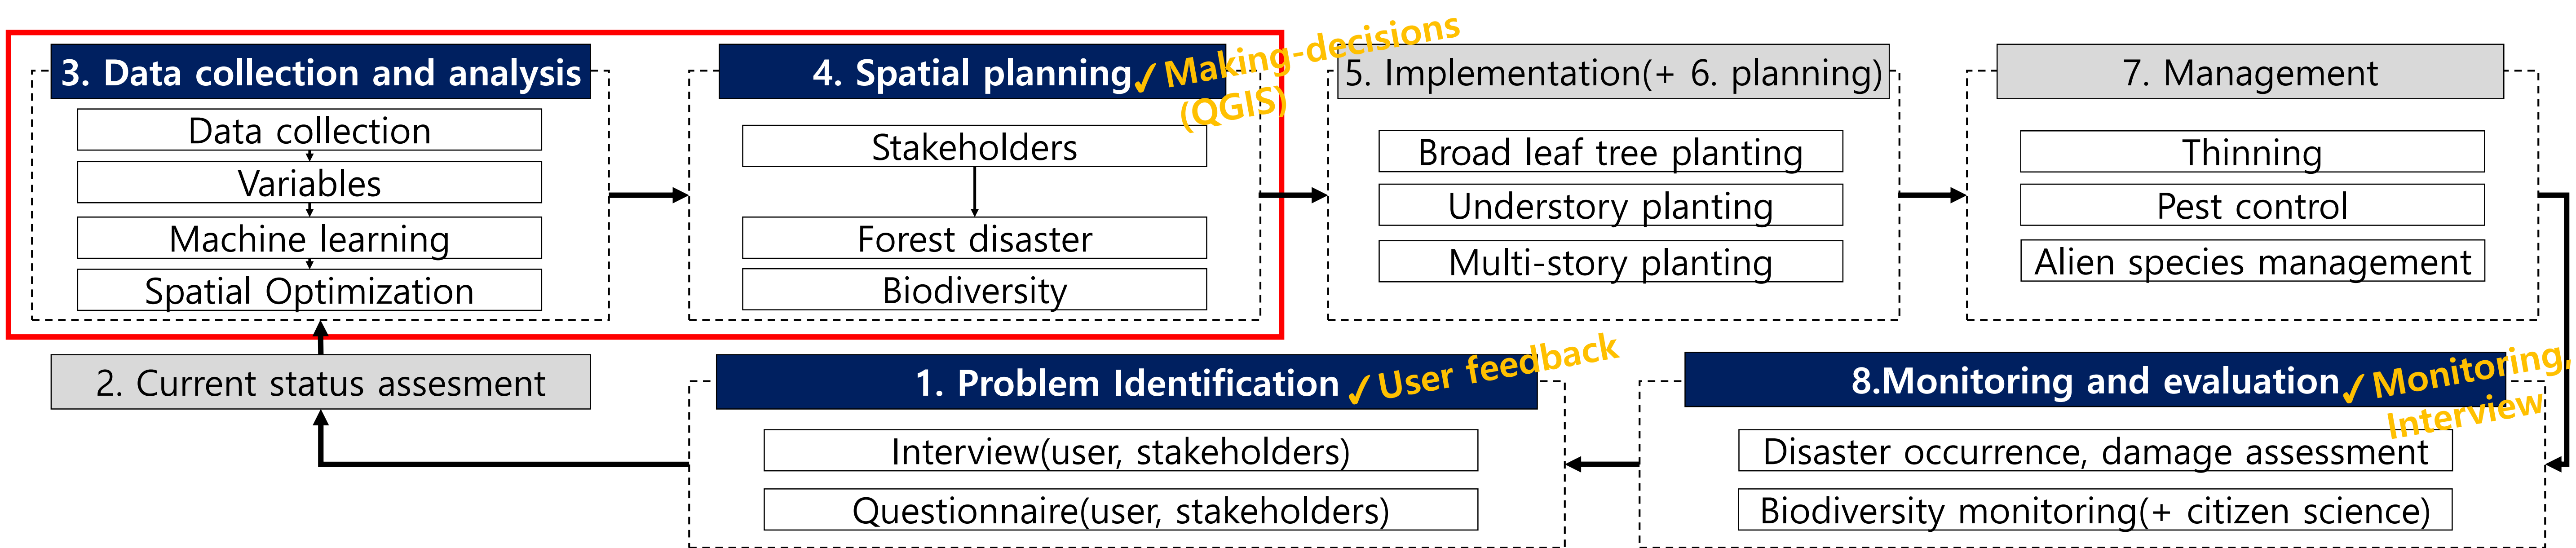 3. Data collection and analysis
Data collection
Variables
Machine learning
Spatial Optimization
4. Spatial planning
✓Making-decisions
(QGIS)
Stakeholders
Forest disaster
Biodiversity
5. Implementation(+ 6. planning)
Broad leaf tree planting
Understory planting
Multi-story planting
7. Management
Thinning
Pest control
Alien species management
2. Current status assesment
1. Problem Identification
✓User feedback
Interview(user, stakeholders)
Questionnaire(user, stakeholders)
8.Monitoring and evaluation
✓Monitoring,
Interview
Disaster occurrence, damage assessment
Biodiversity monitoring(+ citizen science)